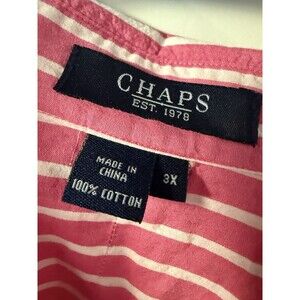 CHAPS
EST. 1978
MADE IN
CHINA
100% COTTON
3X